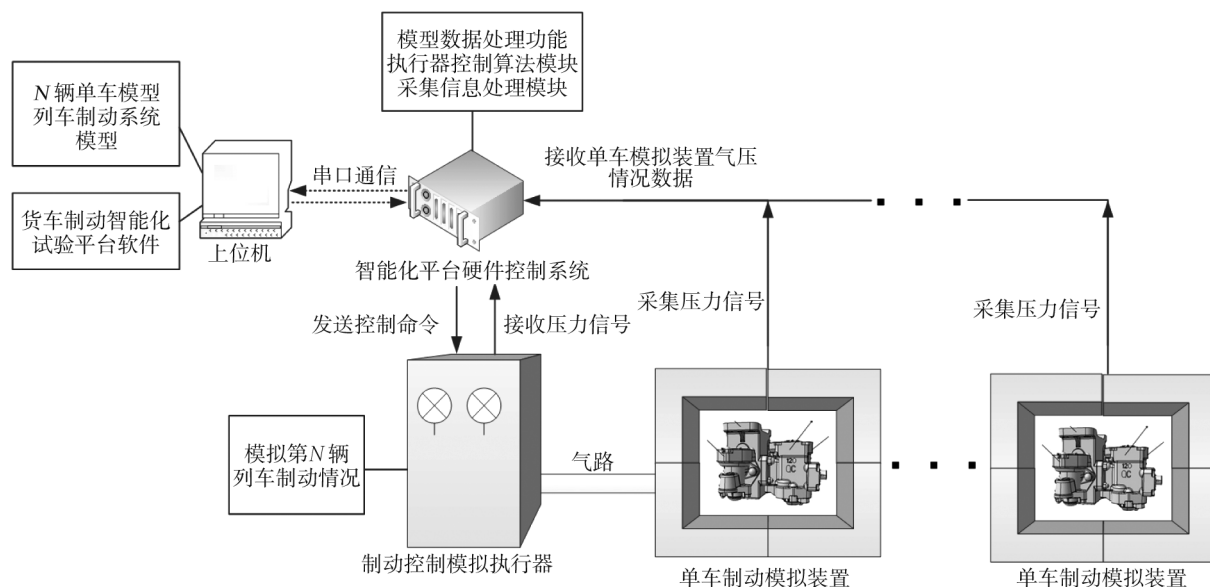 模型数据处理功能
执行器控制算法模块
采集信息处理模块
N辆单车模型
列车制动系统
模型
货车制动智能化
试验平台软件
上位机
串口通信
接收单车模拟装置气压
情况数据
智能化平台硬件控制系统
发送控制命令
接收压力信号
采集压力信号
采集压力信号
模拟第N辆
列车制动情况
气路
制动控制模拟执行器
单车制动模拟装置
单车制动模拟装置